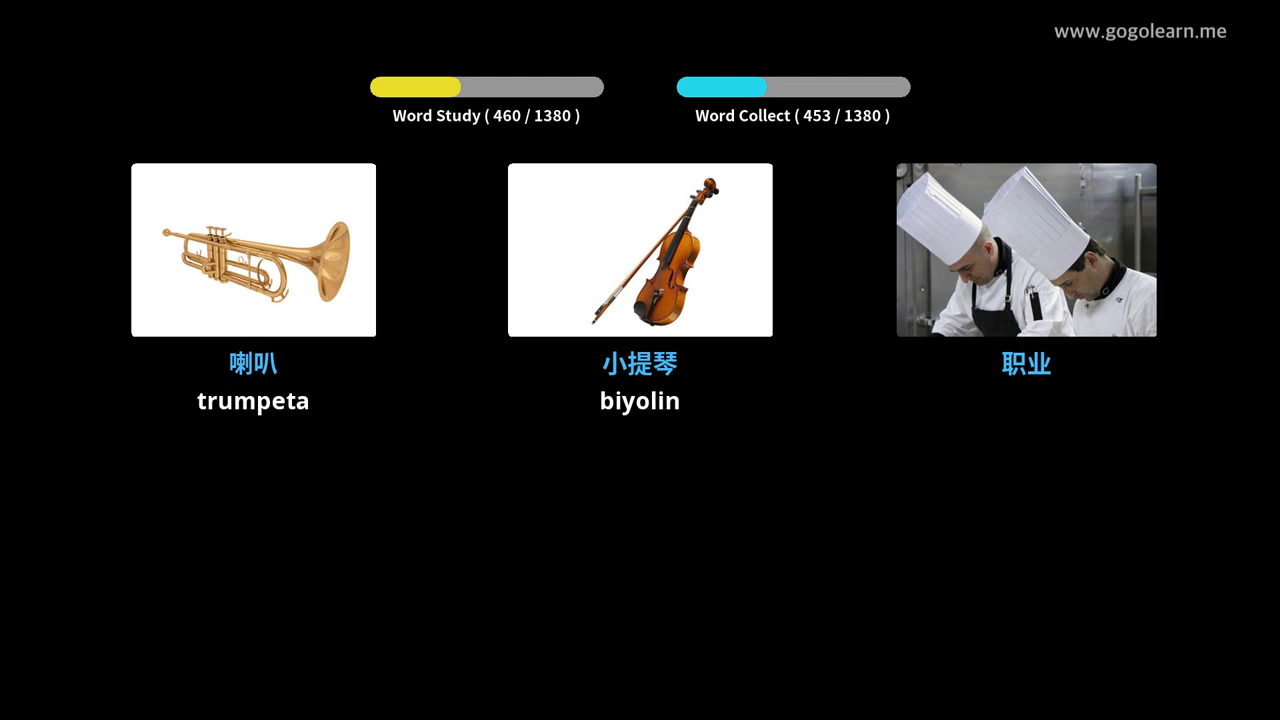 www.gogolearn.me
Word Study ( 460 / 1380 )
Word Collect ( 453 / 1380 )
喇叭
小提琴
职业
trumpeta
biyolin